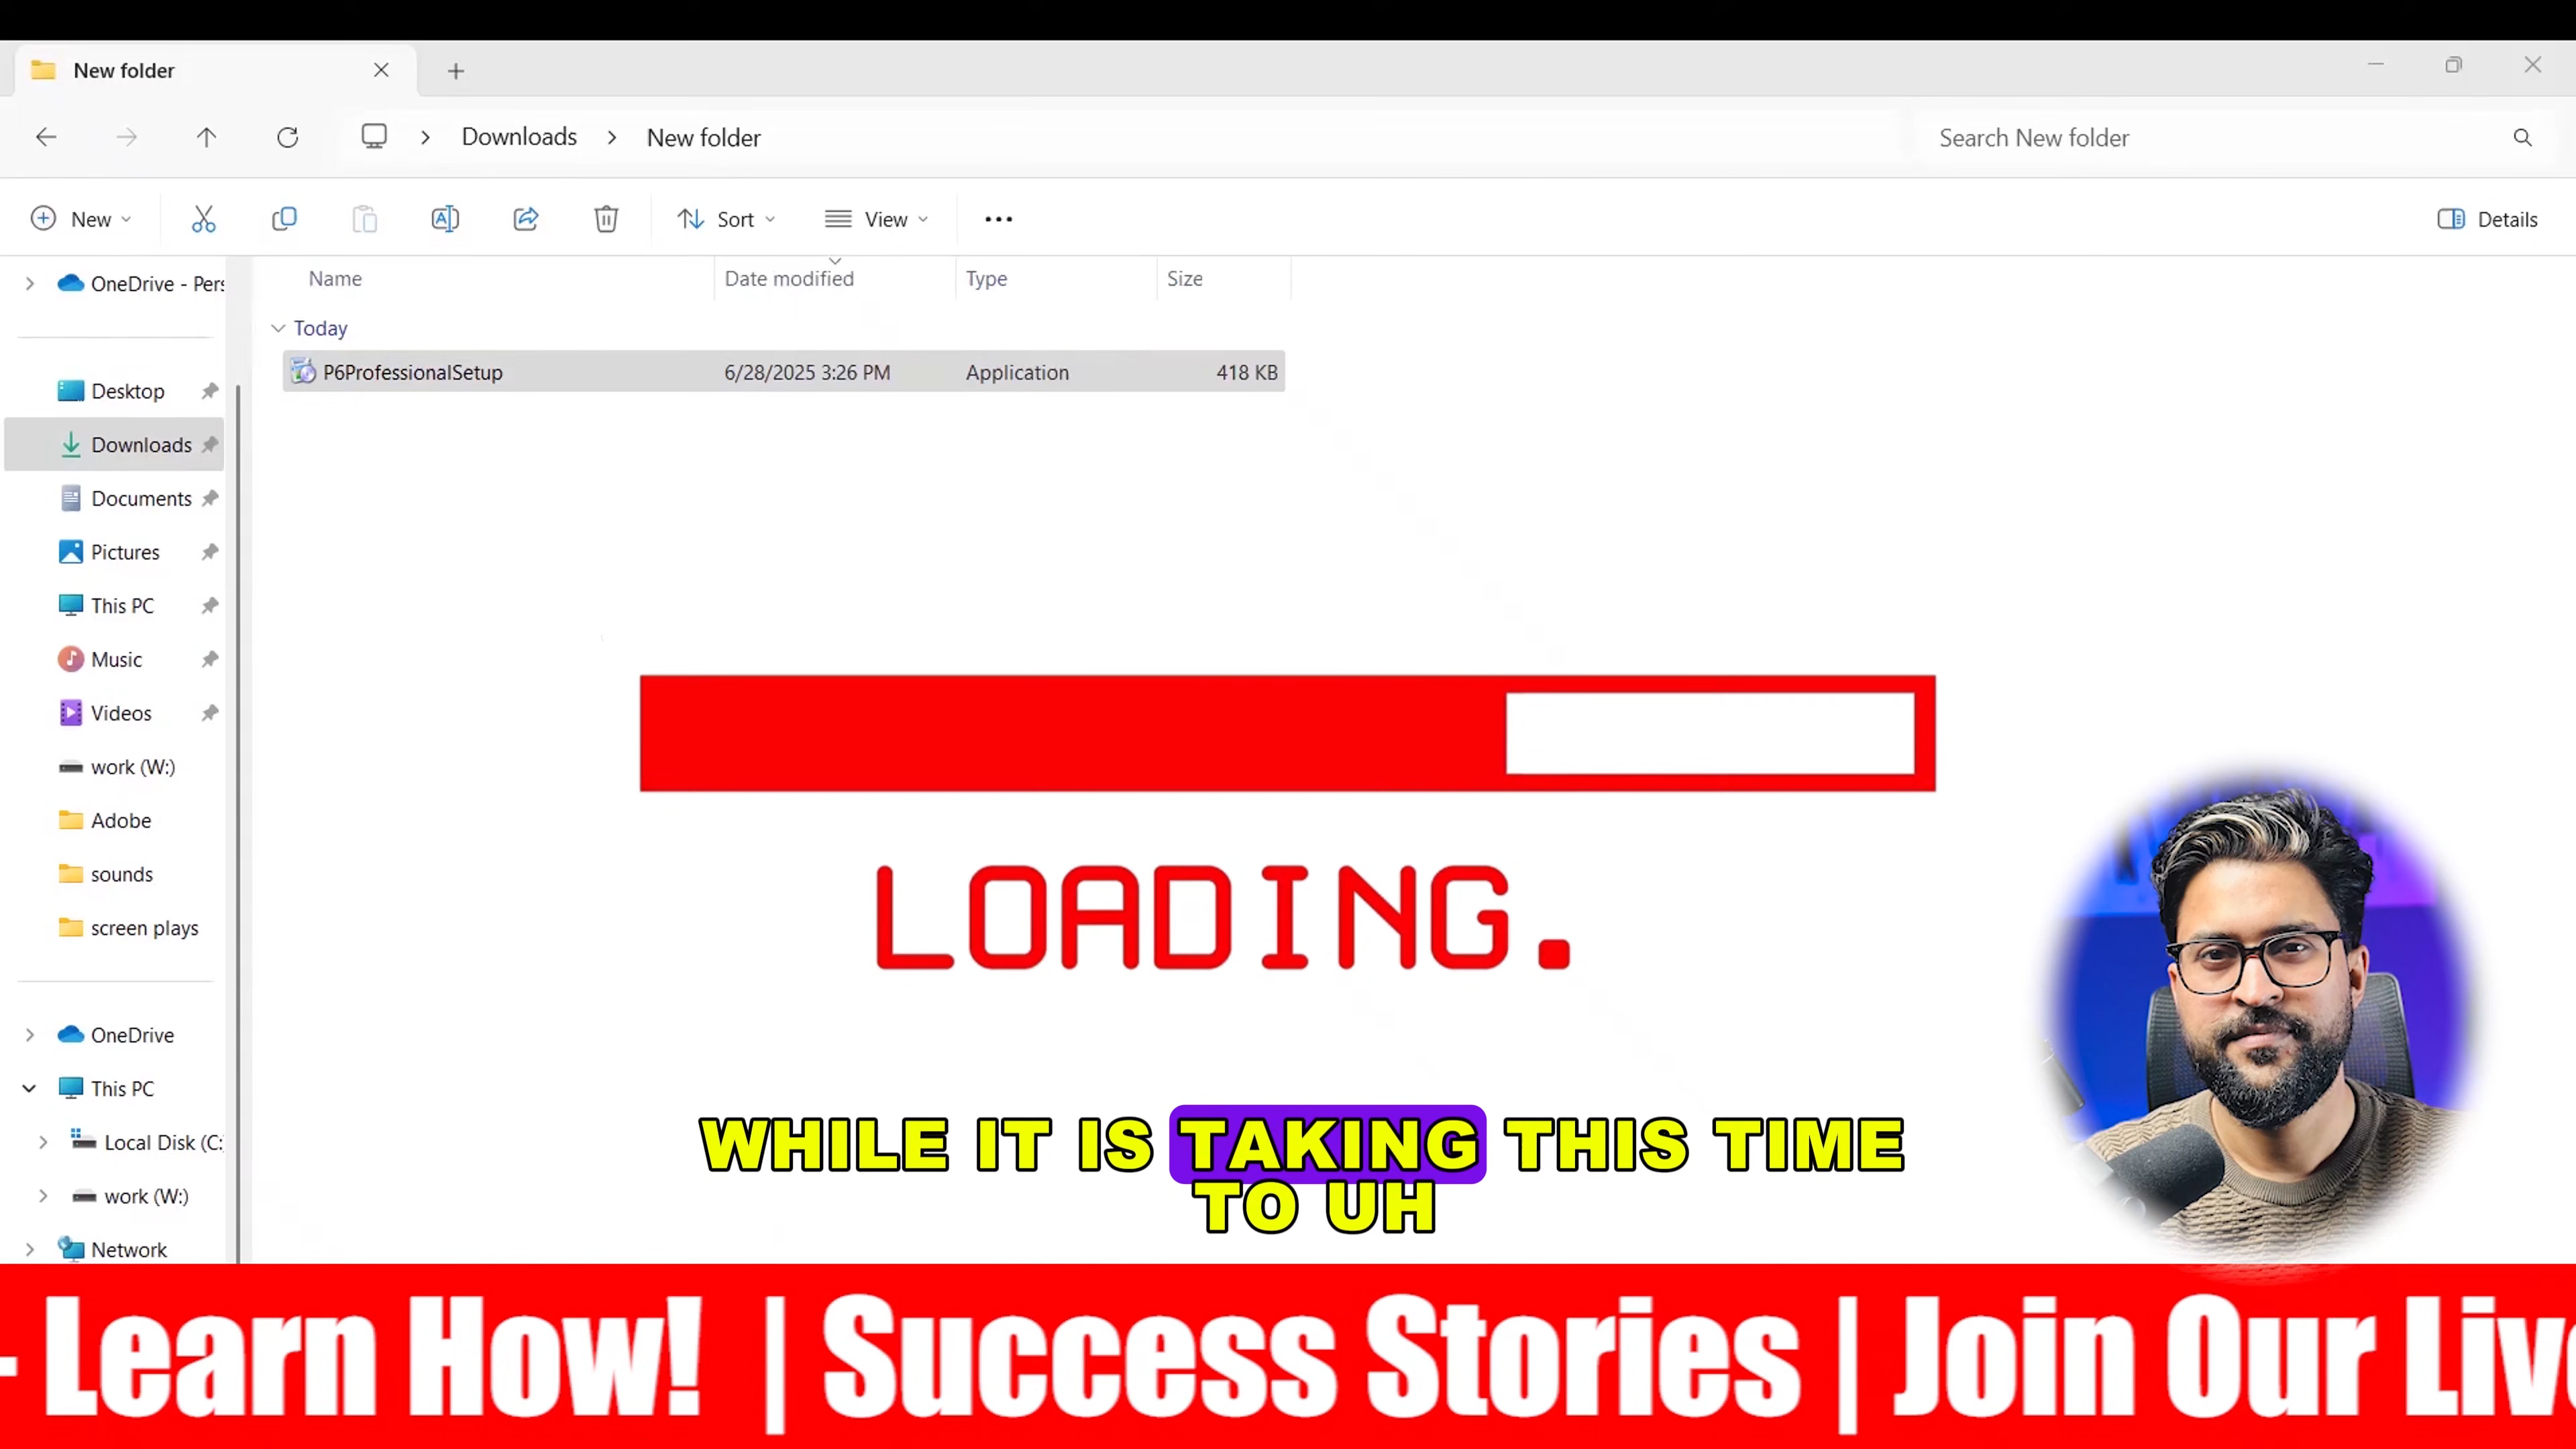 New folder
Downloads
New folder
Search New folder
New
Sort
View
Details
Name
Date modified
Type
Size
Today
P6ProfessionalSetup
6/28/2025 3:26 PM
Application
418 KB
OneDrive - Pers
Desktop
Downloads
Documents
Pictures
This PC
Music
Videos
work (W:)
Adobe
sounds
screen plays
OneDrive
This PC
Local Disk (C:
work (W:)
Network
LOADING.
WHILE IT IS TAKING THIS TIME
TO UH
- Learn How! | Success Stories | Join Our Live